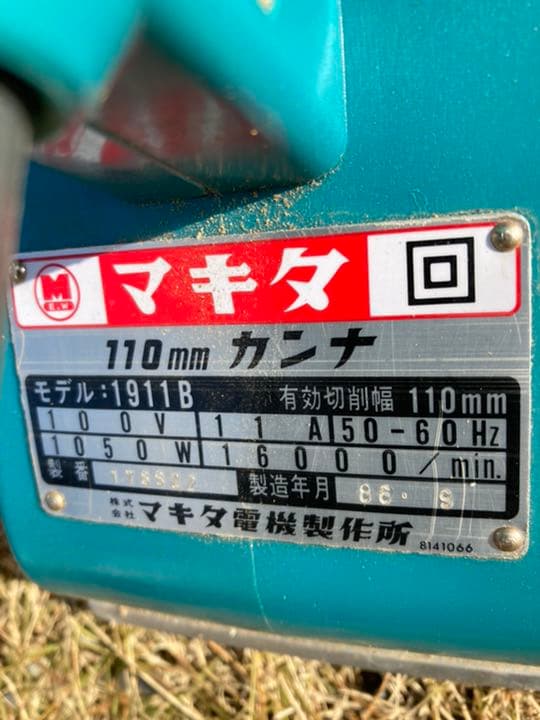 M
E.W
マキタ
110mm カンナ
モデル:1911B 有効切削幅 110mm
100V 11A 50-60Hz
1050W 16000/min.
製番 製造年月
株式会社 マキタ電機製作所 8141066